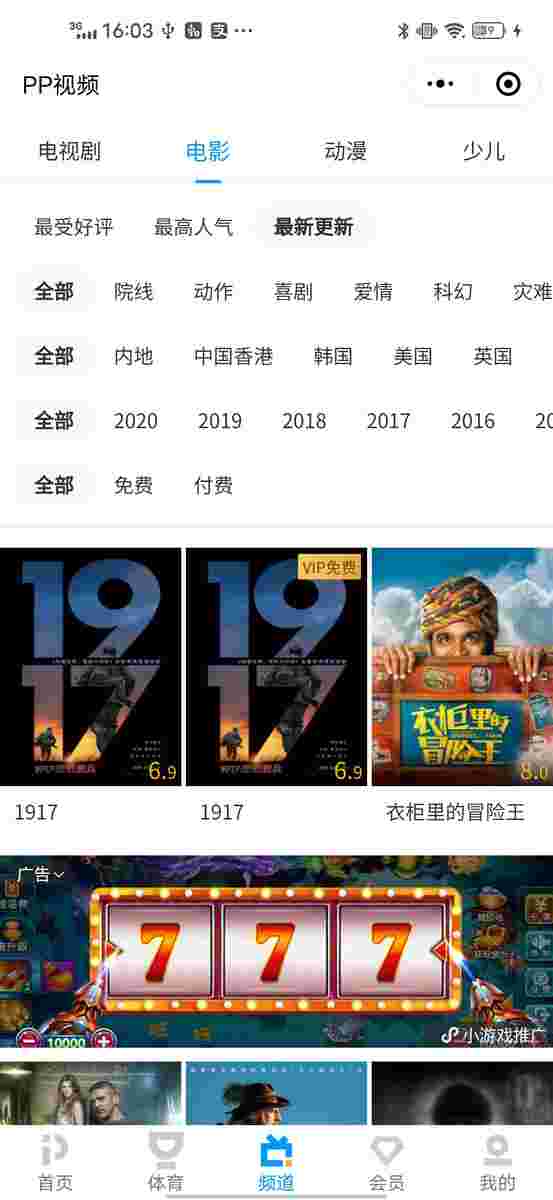 3G 16:03
PP视频
电视剧 电影 动漫 少儿
最受好评 最高人气 最新更新
全部 院线 动作 喜剧 爱情 科幻 灾难
全部 内地 中国香港 韩国 美国 英国
全部 2020 2019 2018 2017 2016 20
全部 免费 付费
VIP免费
19 19
17 17
衣柜里的
冒险王
6.9 6.9 8.0
1917 1917 衣柜里的冒险王
广告
7 7 7
10000
小游戏推广
首页 体育 频道 会员 我的